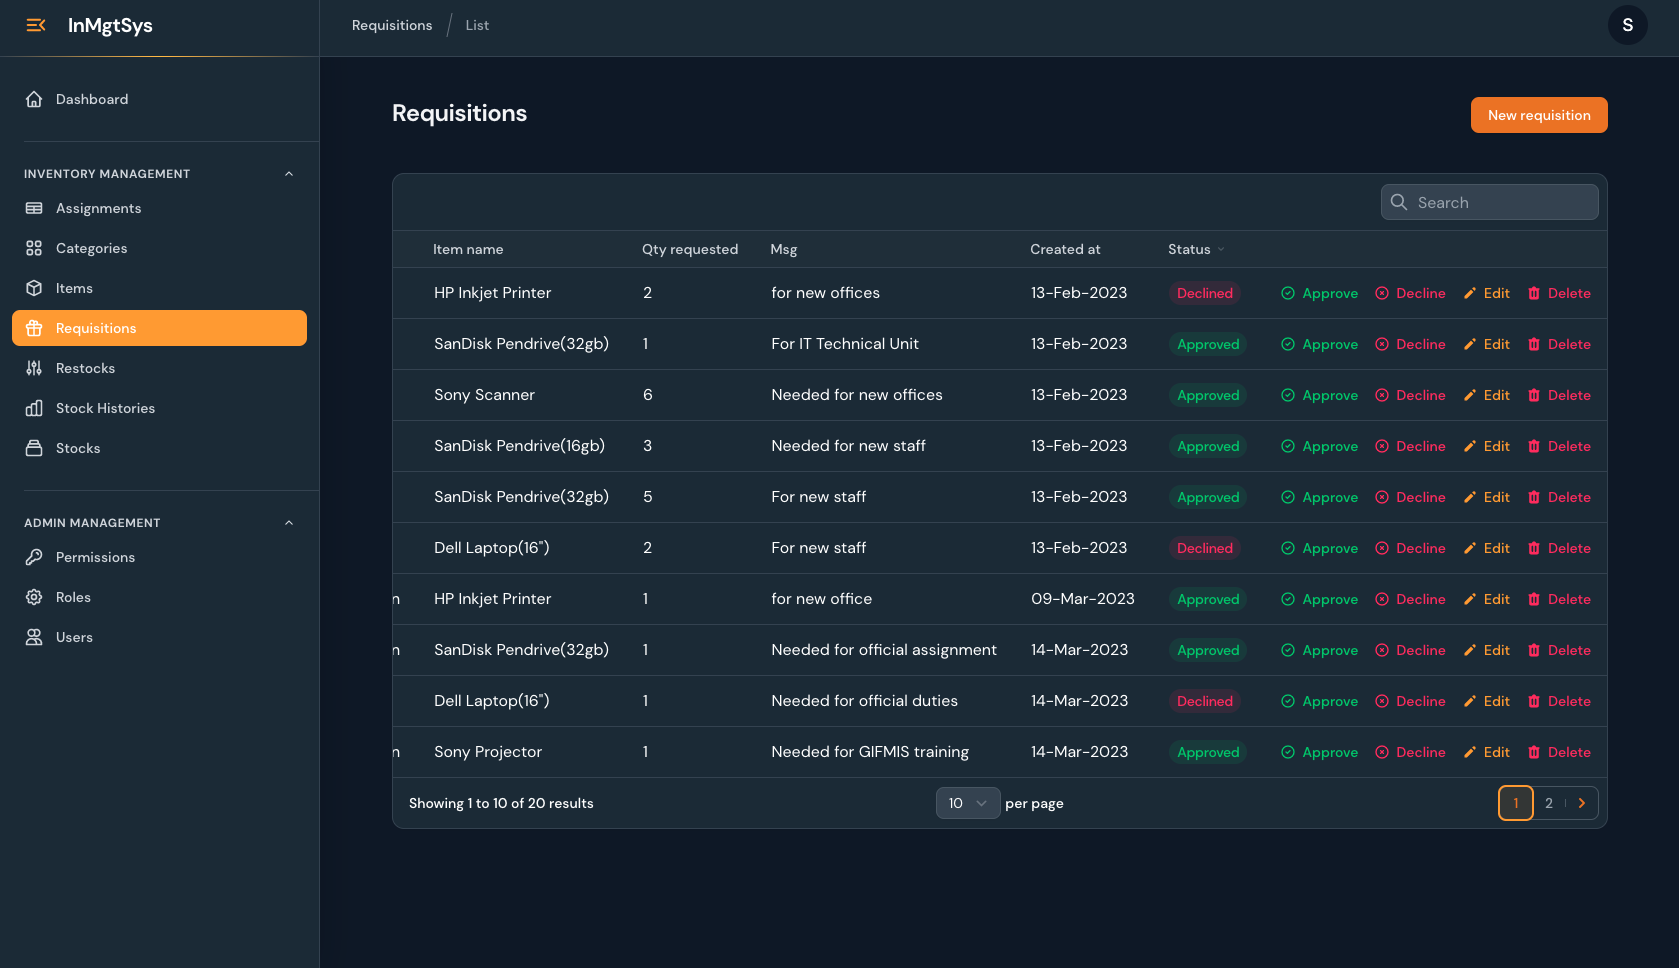 InMgtSys
Requisitions / List
S
Dashboard
INVENTORY MANAGEMENT
Assignments
Categories
Items
Requisitions
Restocks
Stock Histories
Stocks
ADMIN MANAGEMENT
Permissions
Roles
Users
Requisitions
New requisition
Search
Item name Qty requested Msg Created at Status
HP Inkjet Printer 2 for new offices 13-Feb-2023 Declined Approve Decline Edit Delete
SanDisk Pendrive(32gb) 1 For IT Technical Unit 13-Feb-2023 Approved Approve Decline Edit Delete
Sony Scanner 6 Needed for new offices 13-Feb-2023 Approved Approve Decline Edit Delete
SanDisk Pendrive(16gb) 3 Needed for new staff 13-Feb-2023 Approved Approve Decline Edit Delete
SanDisk Pendrive(32gb) 5 For new staff 13-Feb-2023 Approved Approve Decline Edit Delete
Dell Laptop(16") 2 For new staff 13-Feb-2023 Declined Approve Decline Edit Delete
n HP Inkjet Printer 1 for new office 09-Mar-2023 Approved Approve Decline Edit Delete
n SanDisk Pendrive(32gb) 1 Needed for official assignment 14-Mar-2023 Approved Approve Decline Edit Delete
Dell Laptop(16") 1 Needed for official duties 14-Mar-2023 Declined Approve Decline Edit Delete
n Sony Projector 1 Needed for GIFMIS training 14-Mar-2023 Approved Approve Decline Edit Delete
Showing 1 to 10 of 20 results 10 per page 1 2